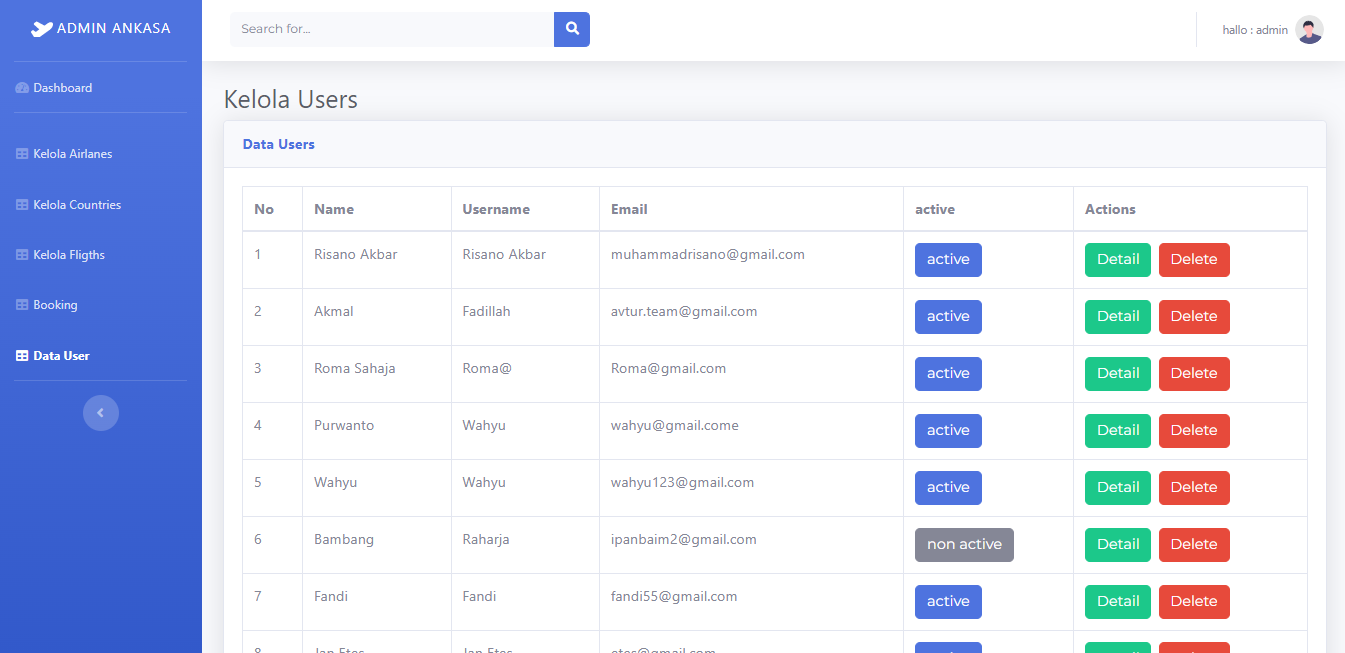 ADMIN ANKASA
Search for...
hallo : admin
Dashboard
Kelola Airlanes
Kelola Countries
Kelola Fligths
Booking
Data User
Kelola Users
Data Users
No Name Username Email active Actions
1 Risano Akbar Risano Akbar muhammadrisano@gmail.com active Detail Delete
2 Akmal Fadillah avtur.team@gmail.com active Detail Delete
3 Roma Sahaja Roma@ Roma@gmail.com active Detail Delete
4 Purwanto Wahyu wahyu@gmail.come active Detail Delete
5 Wahyu Wahyu wahyu123@gmail.com active Detail Delete
6 Bambang Raharja ipanbaim2@gmail.com non active Detail Delete
7 Fandi Fandi fandi55@gmail.com active Detail Delete
8